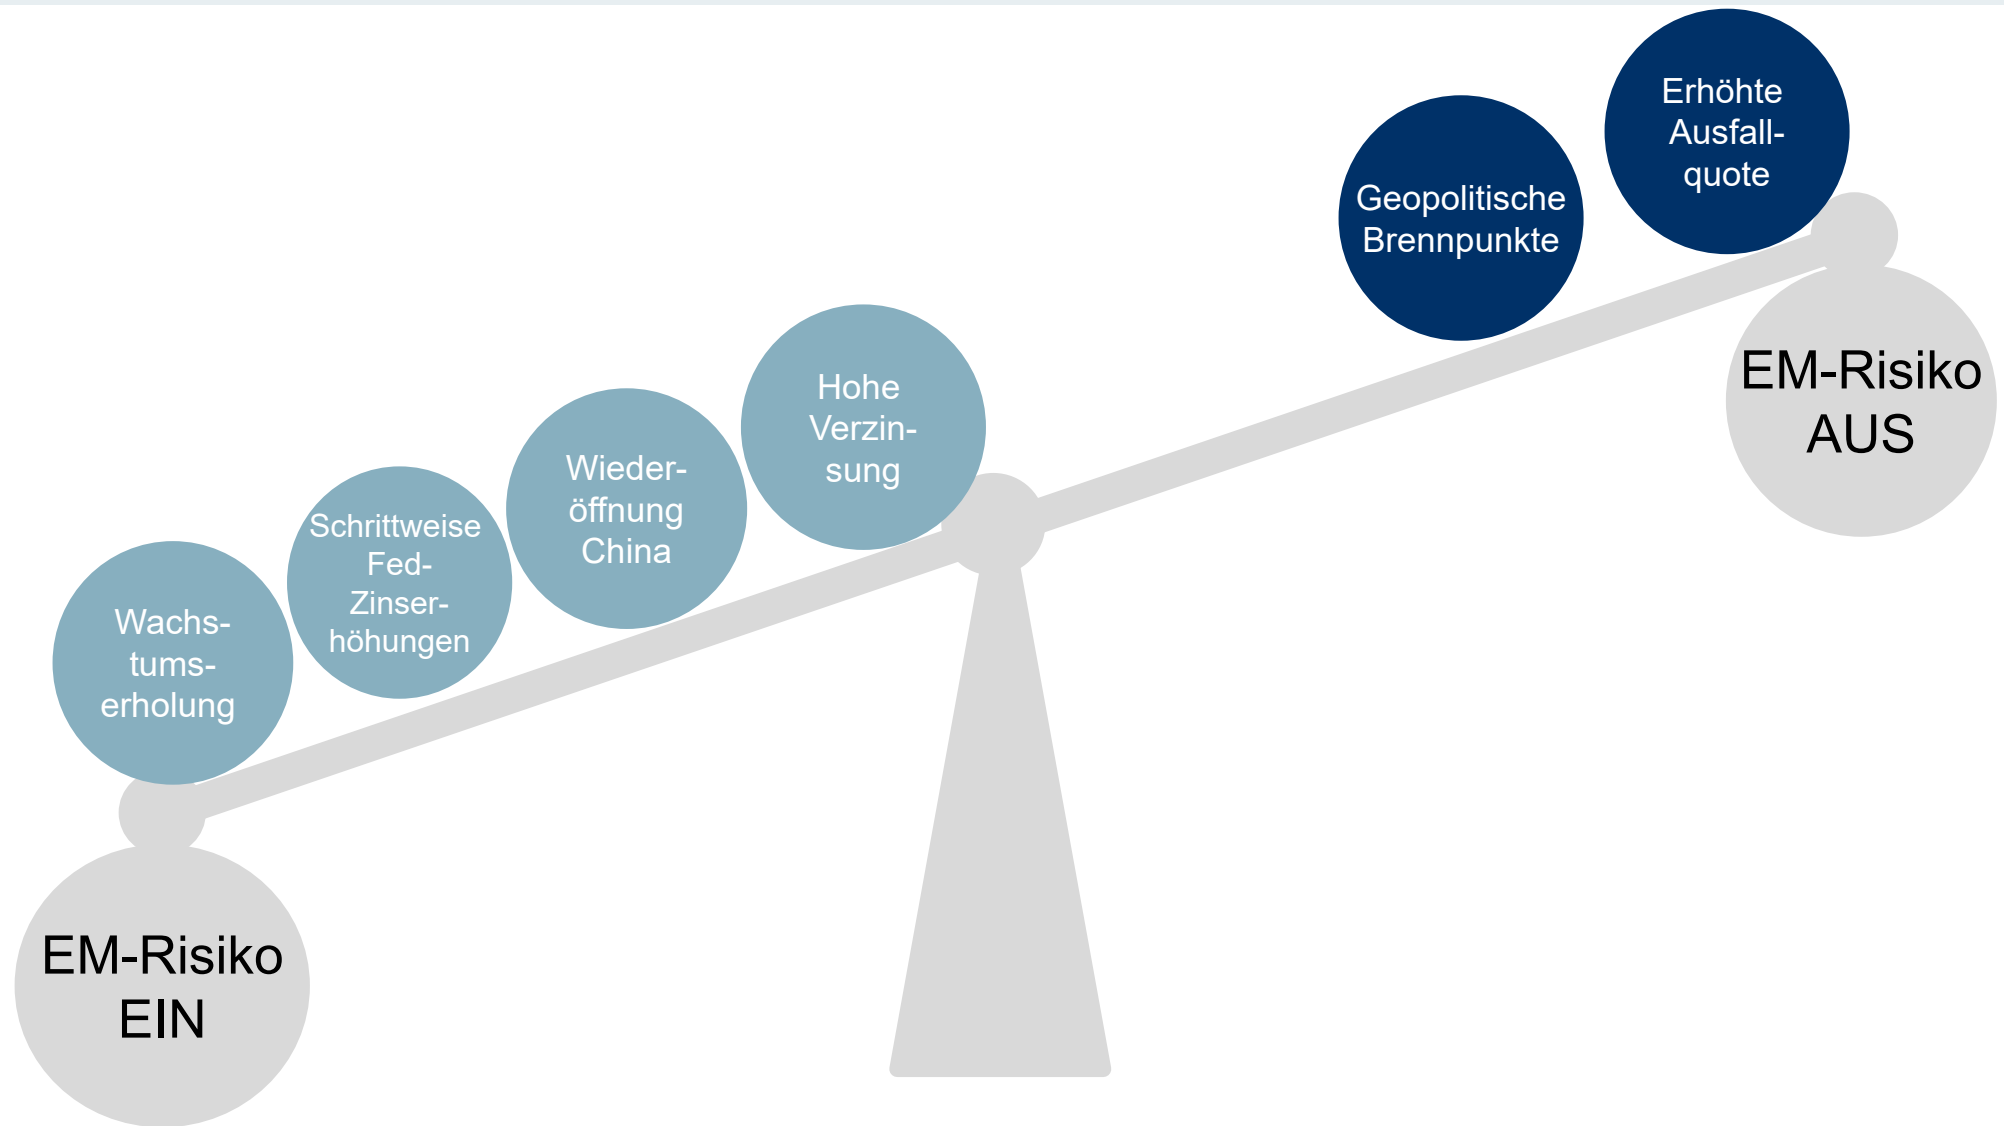 Erhöhte
Ausfall-
quote
Geopolitische
Brennpunkte
Hohe
Verzin-
sung
Wieder-
öffnung
China
Schrittweise
Fed-
Zinser-
höhungen
Wachs-
tums-
erholung
EM-Risiko
AUS
EM-Risiko
EIN